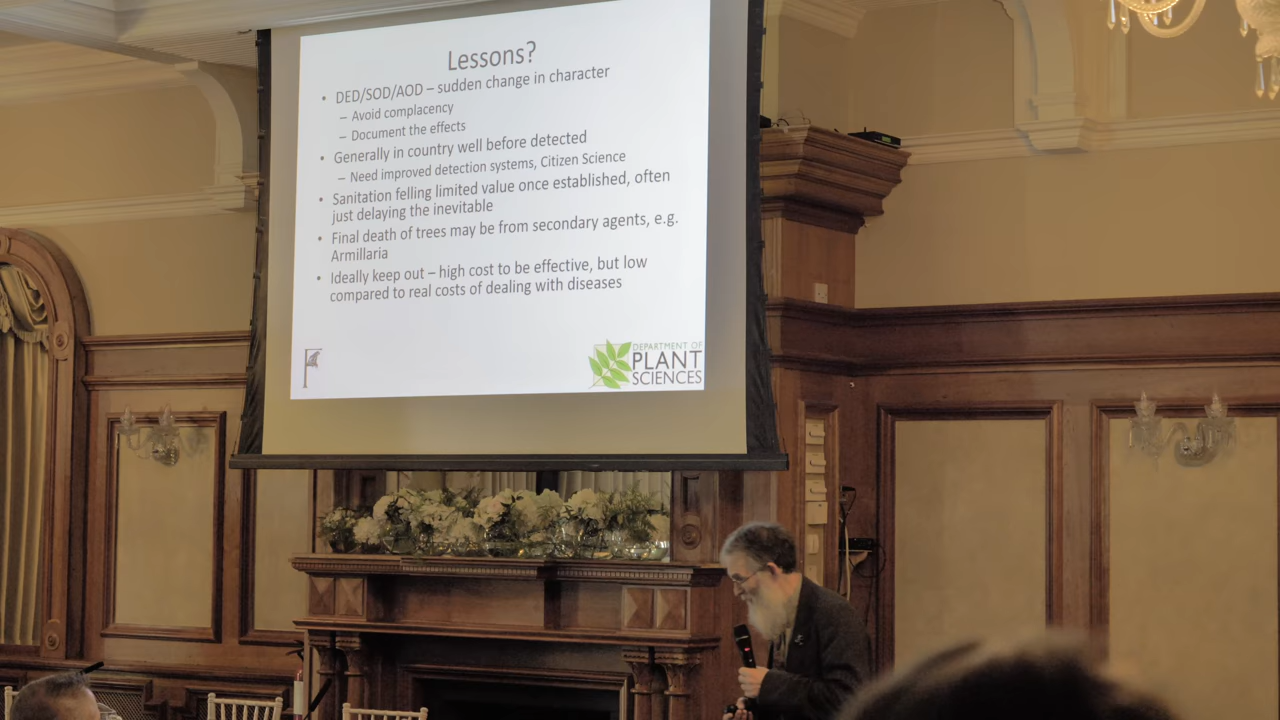 Lessons?
• DED/SOD/AOD – sudden change in character
– Avoid complacency
– Document the effects
• Generally in country well before detected
– Need improved detection systems, Citizen Science
• Sanitation felling limited value once established, often
just delaying the inevitable
• Final death of trees may be from secondary agents, e.g.
Armillaria
• Ideally keep out – high cost to be effective, but low
compared to real costs of dealing with diseases
DEPARTMENT OF
PLANT
SCIENCES